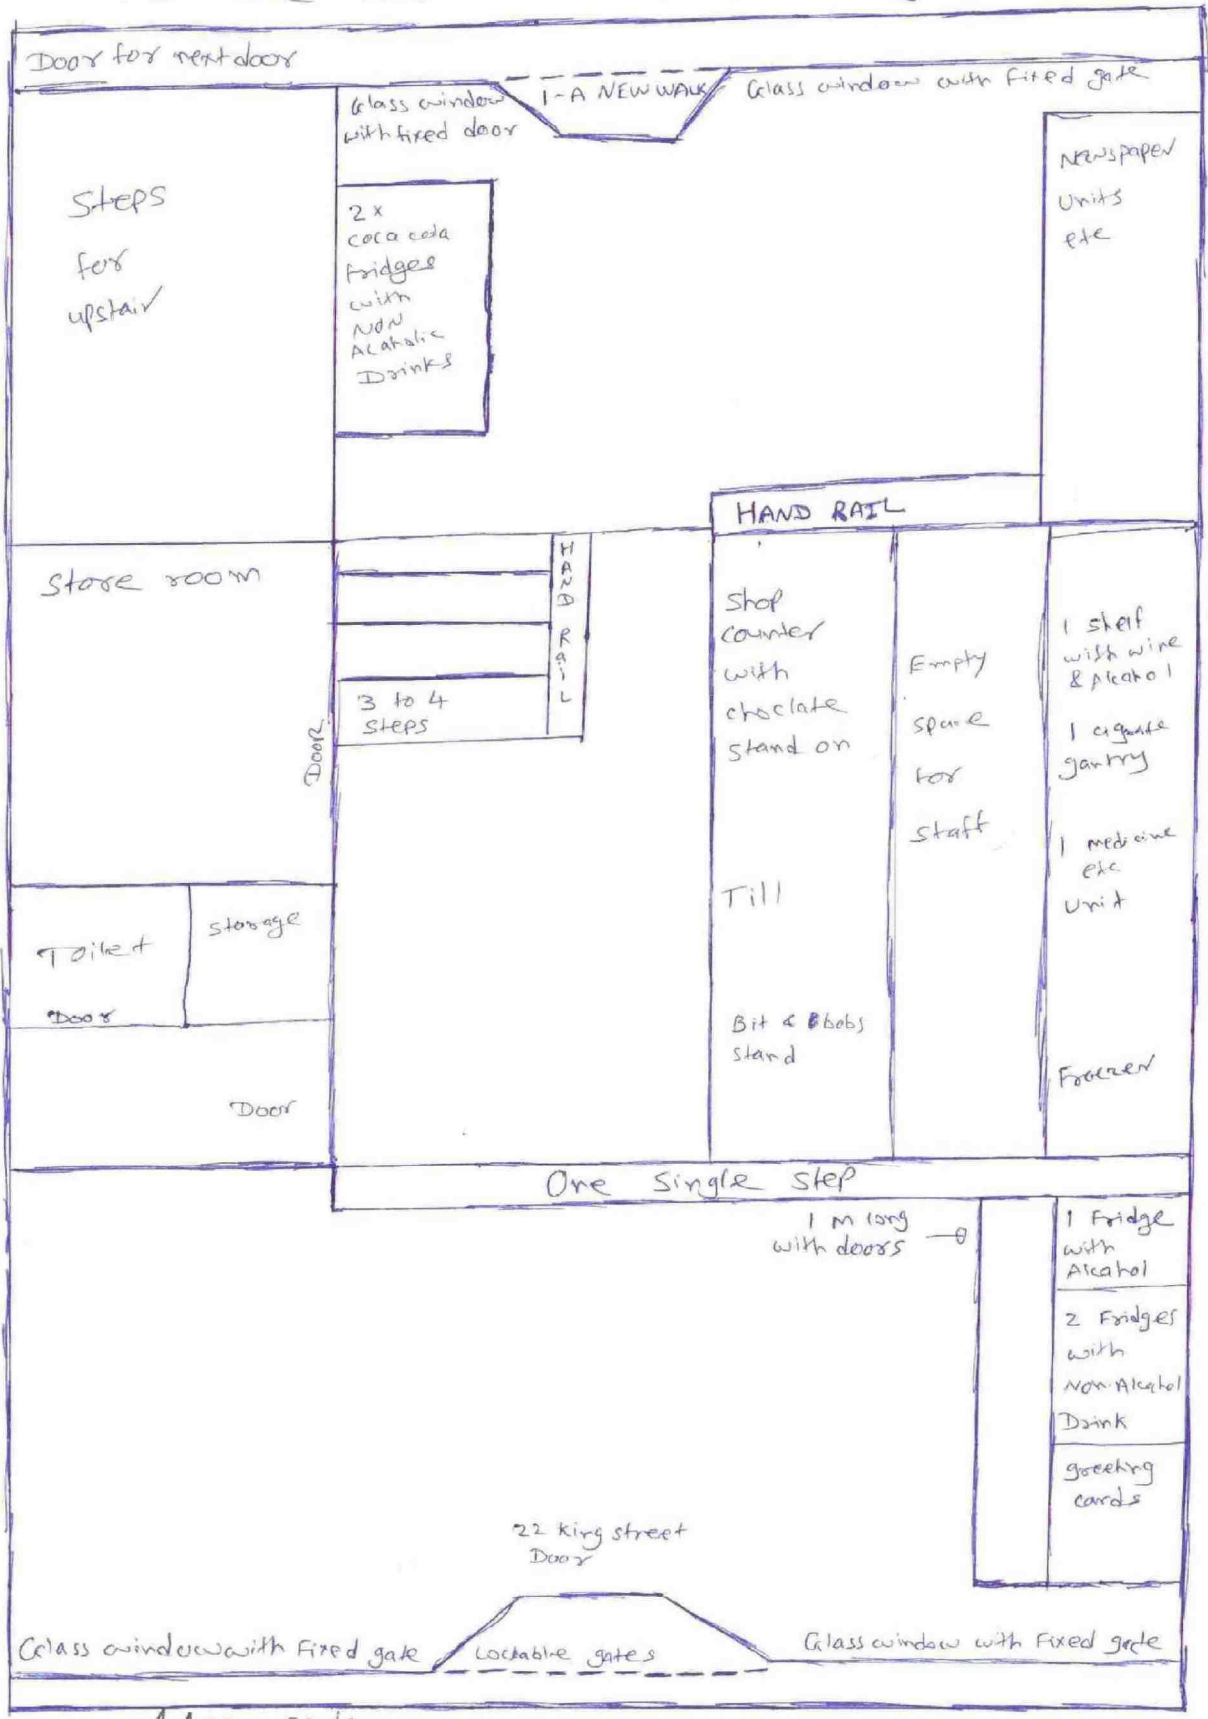 Door for next door
1-A NEW WALK
Glass window with fixed gate
Glass window
with fixed door
Steps
for
upstair
2 x
coca cola
fridges
with
NON
Acaholic
Drinks
Newspaper
Units
etc
HAND RAIL
Store room
HAND RaiL
3 to 4
steps
DOOR
Shop
counter
with
choclate
stand on
Till
Bit & Bbobs
stand
Empty
space
for
staff
1 shelf
with wine
& Alcahol
1 cigarate
gantry
1 medicine
etc
Unit
Freezer
Toilet
Door
storage
Door
One single step
1 m long
with doors
1 Fridge
with
Alcahol
2 Fridges
with
Non-Alcahol
Drink
greeting
cards
22 king street
Door
Glass window with Fixed gate
Lockable gates
Glass window with Fixed gate